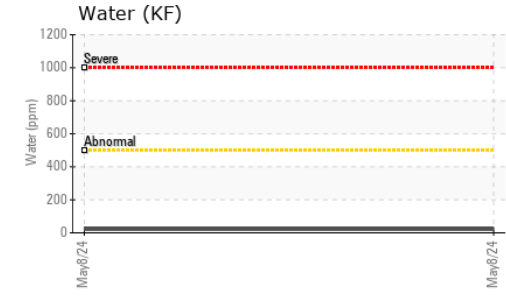 Water (KF)
1200
Severe
1000
800
Water (ppm)
600
Abnormal
400
200
0
May8/24
May8/24